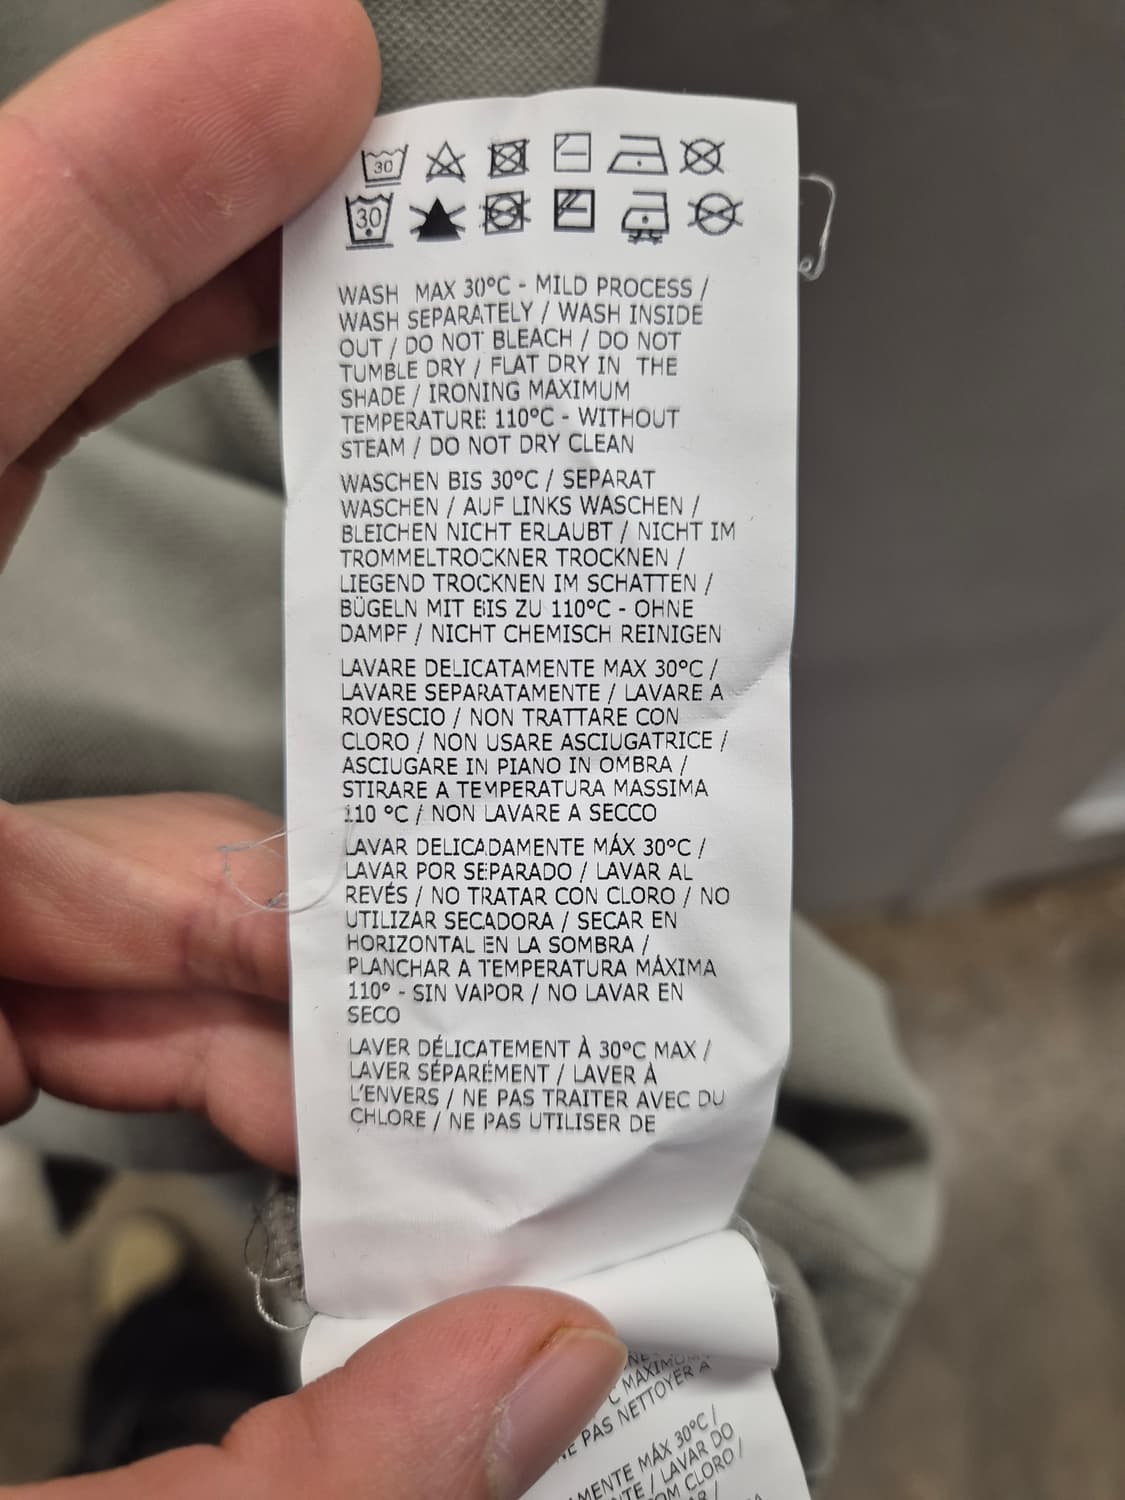 30
30
WASH MAX 30°C - MILD PROCESS /
WASH SEPARATELY / WASH INSIDE
OUT / DO NOT BLEACH / DO NOT
TUMBLE DRY / FLAT DRY IN THE
SHADE / IRONING MAXIMUM
TEMPERATURE 110°C - WITHOUT
STEAM / DO NOT DRY CLEAN
WASCHEN BIS 30°C / SEPARAT
WASCHEN / AUF LINKS WASCHEN /
BLEICHEN NICHT ERLAUBT / NICHT IM
TROMMELTROCKNER TROCKNEN /
LIEGEND TROCKNEN IM SCHATTEN /
BÜGELN MIT BIS ZU 110°C - OHNE
DAMPF / NICHT CHEMISCH REINIGEN
LAVARE DELICATAMENTE MAX 30°C /
LAVARE SEPARATAMENTE / LAVARE A
ROVESCIO / NON TRATTARE CON
CLORO / NON USARE ASCIUGATRICE /
ASCIUGARE IN PIANO IN OMBRA /
STIRARE A TEMPERATURA MASSIMA
110 °C / NON LAVARE A SECCO
LAVAR DELICADAMENTE MÁX 30°C /
LAVAR POR SEPARADO / LAVAR AL
REVÉS / NO TRATAR CON CLORO / NO
UTILIZAR SECADORA / SECAR EN
HORIZONTAL EN LA SOMBRA /
PLANCHAR A TEMPERATURA MÁXIMA
110° - SIN VAPOR / NO LAVAR EN
SECO
LAVER DÉLICATEMENT À 30°C MAX /
LAVER SÉPARÉMENT / LAVER À
L'ENVERS / NE PAS TRAITER AVEC DU
CHLORE / NE PAS UTILISER DE
C MAXIMUM
PAS NETTOYER A
MÁX 30°C /
/ LAVAR DO
CLORO /